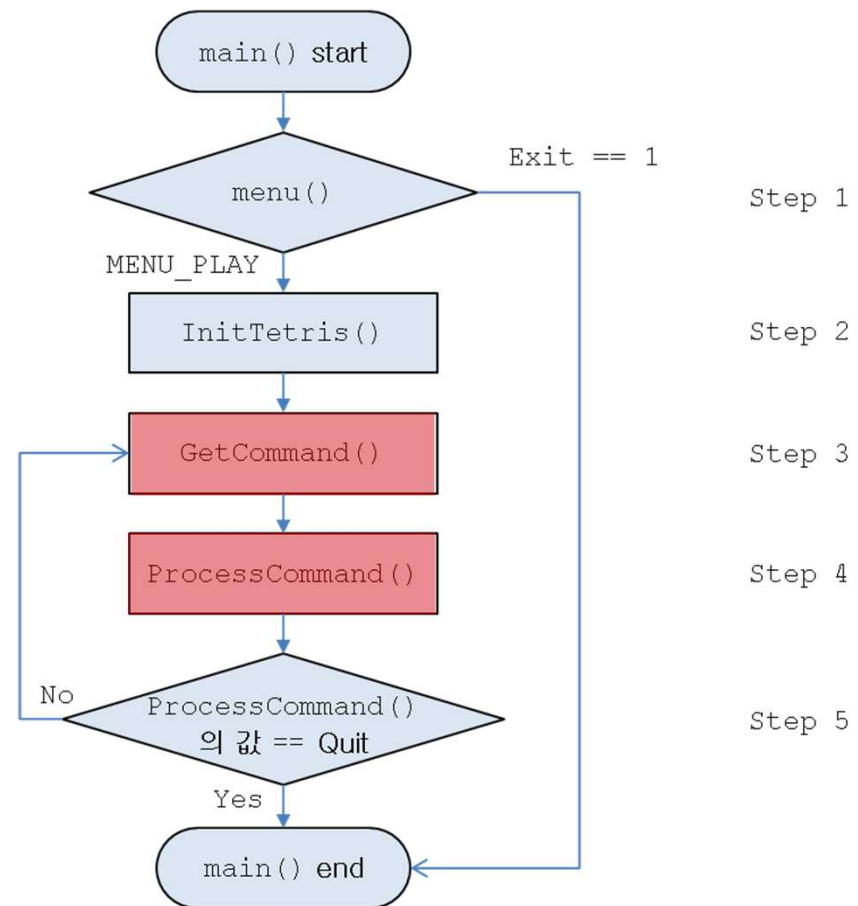 main() start
Exit == 1
menu()
Step 1
MENU_PLAY
InitTetris()
Step 2
GetCommand()
Step 3
ProcessCommand()
Step 4
No
ProcessCommand()
의 값 == Quit
Step 5
Yes
main() end